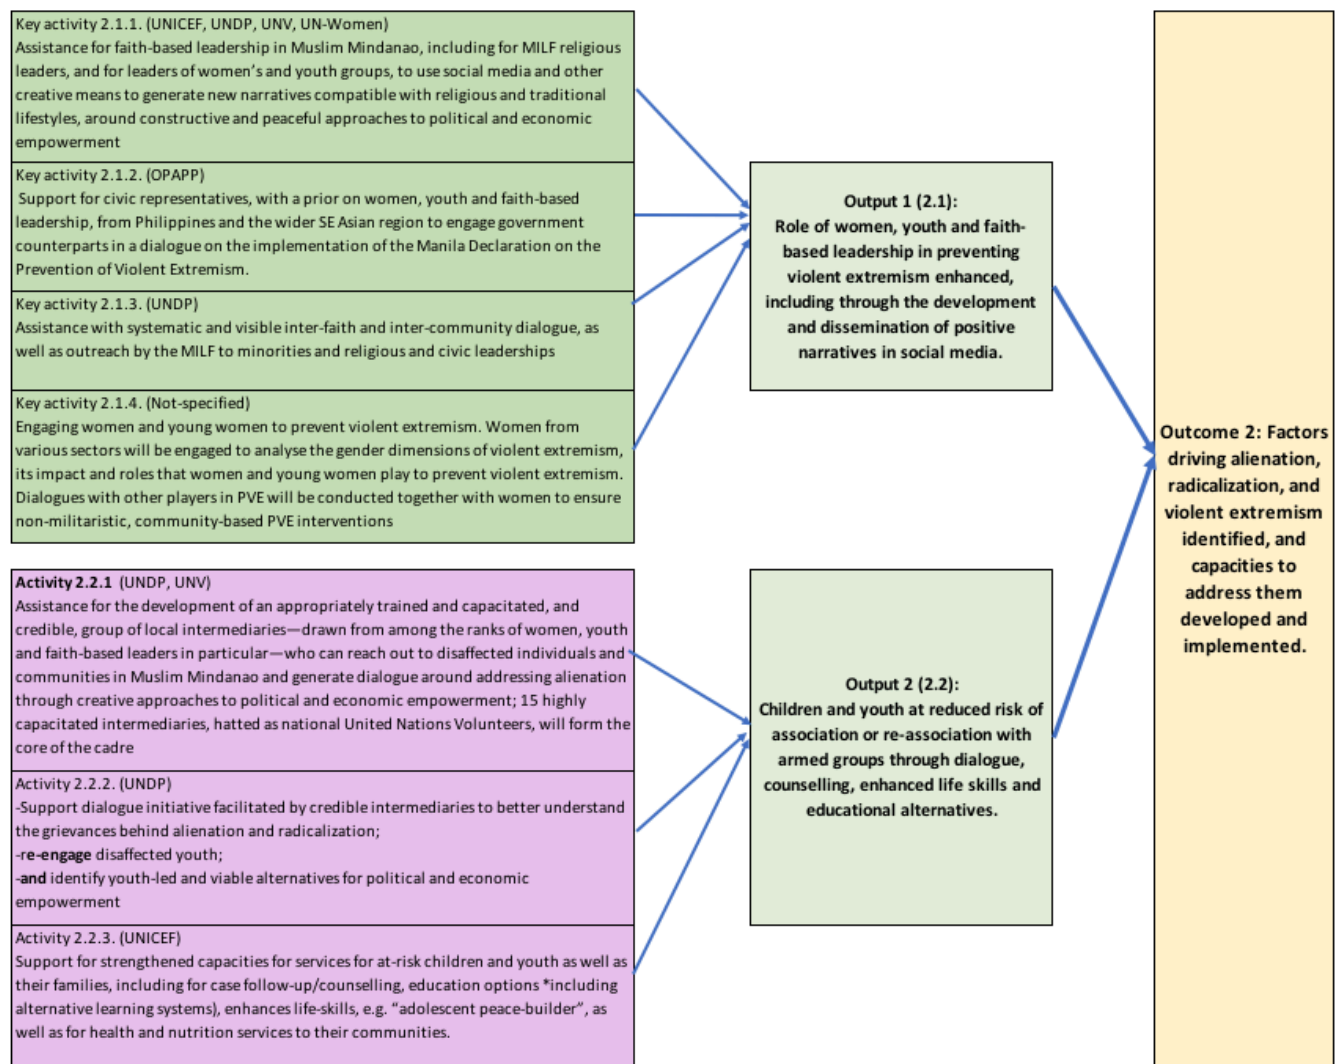 Key activity 2.1.1. (UNICEF, UNDP, UNV, UN-Women)
Assistance for faith-based leadership in Muslim Mindanao, including for MILF religious
leaders, and for leaders of women's and youth groups, to use social media and other
creative means to generate new narratives compatible with religious and traditional
lifestyles, around constructive and peaceful approaches to political and economic
empowerment
Key activity 2.1.2. (OPAPP)
Support for civic representatives, with a prior on women, youth and faith-based
leadership, from Philippines and the wider SE Asian region to engage government
counterparts in a dialogue on the implementation of the Manila Declaration on the
Prevention of Violent Extremism.
Key activity 2.1.3. (UNDP)
Assistance with systematic and visible inter-faith and inter-community dialogue, as
well as outreach by the MILF to minorities and religious and civic leaderships
Key activity 2.1.4. (Not-specified)
Engaging women and young women to prevent violent extremism. Women from
various sectors will be engaged to analyse the gender dimensions of violent extremism,
its impact and roles that women and young women play to prevent violent extremism.
Dialogues with other players in PVE will be conducted together with women to ensure
non-militaristic, community-based PVE interventions
Activity 2.2.1 (UNDP, UNV)
Assistance for the development of an appropriately trained and capacitated, and
credible, group of local intermediaries—drawn from among the ranks of women, youth
and faith-based leaders in particular—who can reach out to disaffected individuals and
communities in Muslim Mindanao and generate dialogue around addressing alienation
through creative approaches to political and economic empowerment; 15 highly
capacitated intermediaries, hatted as national United Nations Volunteers, will form the
core of the cadre
Activity 2.2.2. (UNDP)
-Support dialogue initiative facilitated by credible intermediaries to better understand
the grievances behind alienation and radicalization;
-re-engage disaffected youth;
-and identify youth-led and viable alternatives for political and economic
empowerment
Activity 2.2.3. (UNICEF)
Support for strengthened capacities for services for at-risk children and youth as well as
their families, including for case follow-up/counselling, education options *including
alternative learning systems), enhances life-skills, e.g. “adolescent peace-builder”, as
well as for health and nutrition services to their communities.
Output 1 (2.1):
Role of women, youth and faith-
based leadership in preventing
violent extremism enhanced,
including through the development
and dissemination of positive
narratives in social media.
Output 2 (2.2):
Children and youth at reduced risk of
association or re-association with
armed groups through dialogue,
counselling, enhanced life skills and
educational alternatives.
Outcome 2: Factors
driving alienation,
radicalization, and
violent extremism
identified, and
capacities to
address them
developed and
implemented.